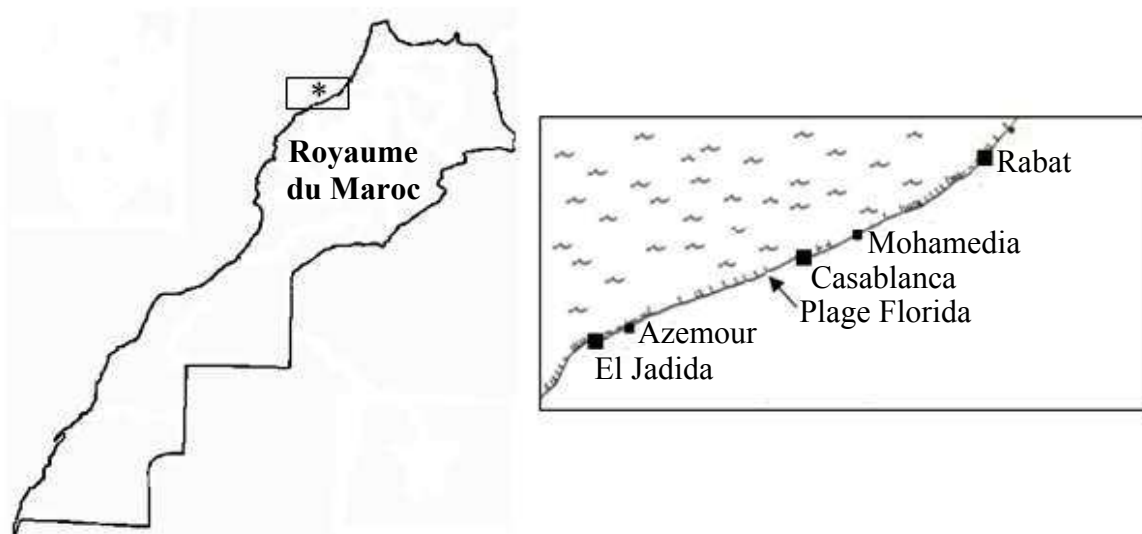 *
Royaume
du Maroc
Rabat
Mohamedia
Casablanca
Plage Florida
Azemour
El Jadida